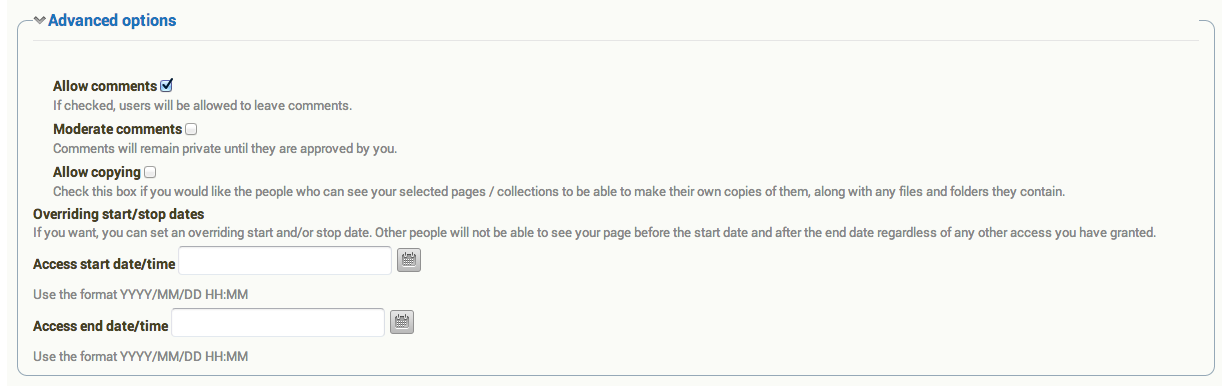 Advanced options
Allow comments
If checked, users will be allowed to leave comments.
Moderate comments
Comments will remain private until they are approved by you.
Allow copying
Check this box if you would like the people who can see your selected pages / collections to be able to make their own copies of them, along with any files and folders they contain.
Overriding start/stop dates
If you want, you can set an overriding start and/or stop date. Other people will not be able to see your page before the start date and after the end date regardless of any other access you have granted.
Access start date/time
Use the format YYYY/MM/DD HH:MM
Access end date/time
Use the format YYYY/MM/DD HH:MM